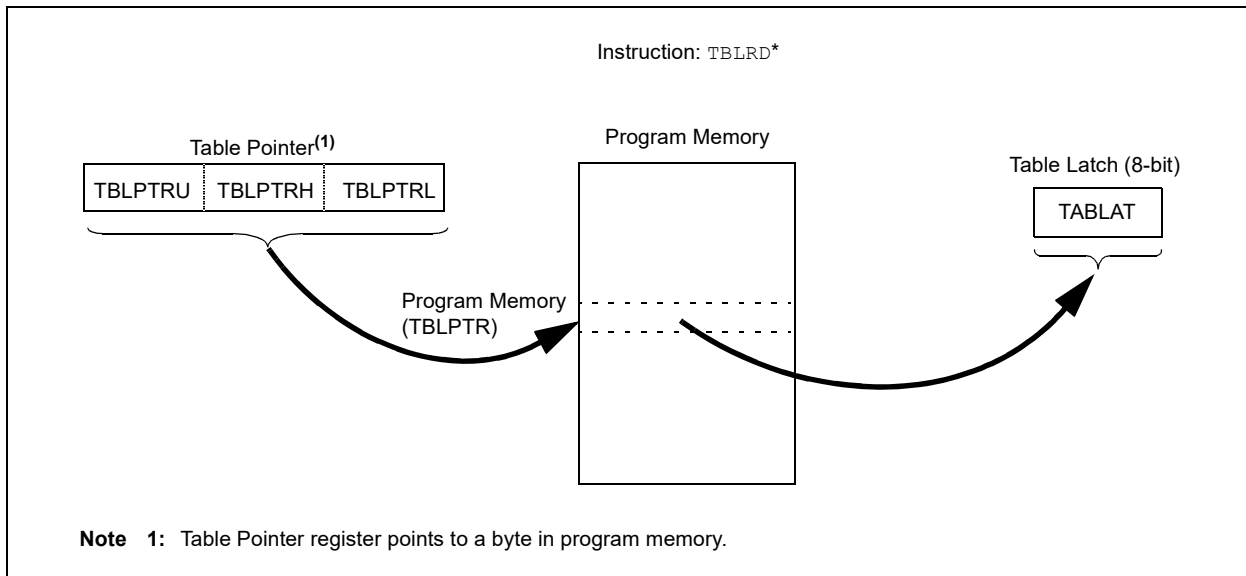 Instruction: TBLRD*
Table Pointer(1)
Program Memory
Table Latch (8-bit)
TBLPTRU TBLPTRH TBLPTRL
TABLAT
Program Memory
(TBLPTR)
Note 1: Table Pointer register points to a byte in program memory.